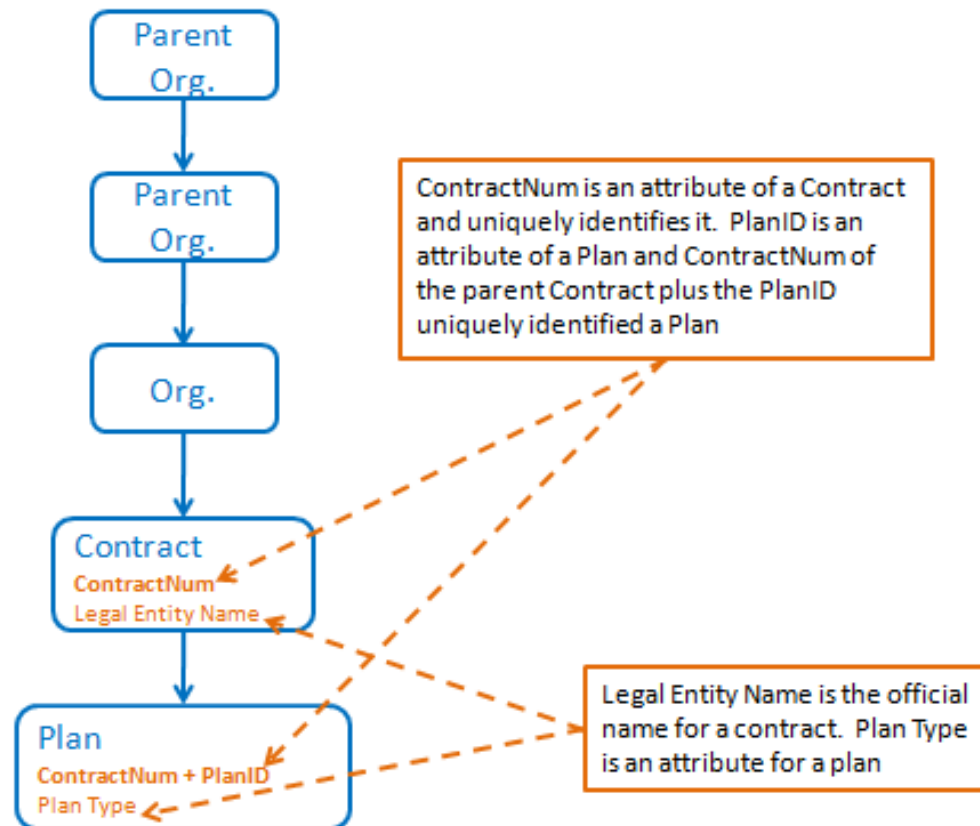 Parent
Org.
Parent
Org.
Org.
Contract
ContractNum
Legal Entity Name
Plan
ContractNum + PlanID
Plan Type
ContractNum is an attribute of a Contract
and uniquely identifies it. PlanID is an
attribute of a Plan and ContractNum of
the parent Contract plus the PlanID
uniquely identified a Plan
Legal Entity Name is the official
name for a contract. Plan Type
is an attribute for a plan